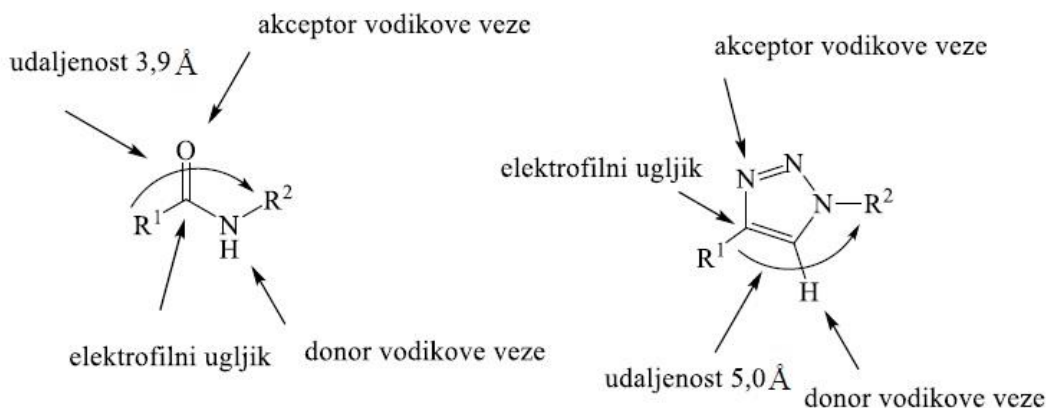 akceptor vodikove veze
udaljenost 3,9 Å
O
R1
N
H
R2
elektrofilni ugljik
donor vodikove veze
akceptor vodikove veze
elektrofilni ugljik
N
N
N
R2
R1
H
udaljenost 5,0 Å
donor vodikove veze